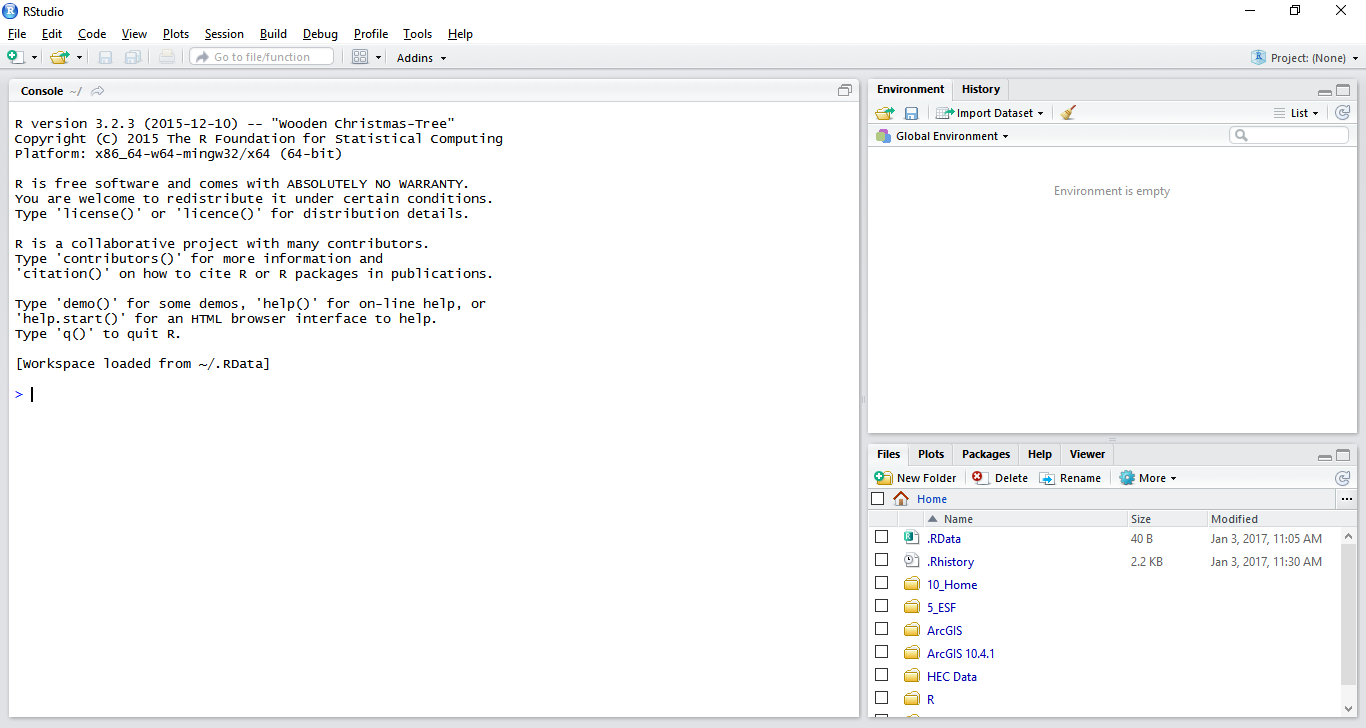 RStudio
File Edit Code View Plots Session Build Debug Profile Tools Help
Go to file/function Addins Project: (None)
Console ~/
R version 3.2.3 (2015-12-10) -- "Wooden Christmas-Tree"
Copyright (C) 2015 The R Foundation for Statistical Computing
Platform: x86_64-w64-mingw32/x64 (64-bit)
R is free software and comes with ABSOLUTELY NO WARRANTY.
You are welcome to redistribute it under certain conditions.
Type 'license()' or 'licence()' for distribution details.
R is a collaborative project with many contributors.
Type 'contributors()' for more information and
'citation()' on how to cite R or R packages in publications.
Type 'demo()' for some demos, 'help()' for on-line help, or
'help.start()' for an HTML browser interface to help.
Type 'q()' to quit R.
[Workspace loaded from ~/.RData]
>
Environment History
Import Dataset List
Global Environment
Environment is empty
Files Plots Packages Help Viewer
New Folder Delete Rename More
Home ...
Name Size Modified
.RData 40 B Jan 3, 2017, 11:05 AM
.Rhistory 2.2 KB Jan 3, 2017, 11:30 AM
10_Home
5_ESF
ArcGIS
ArcGIS 10.4.1
HEC Data
R